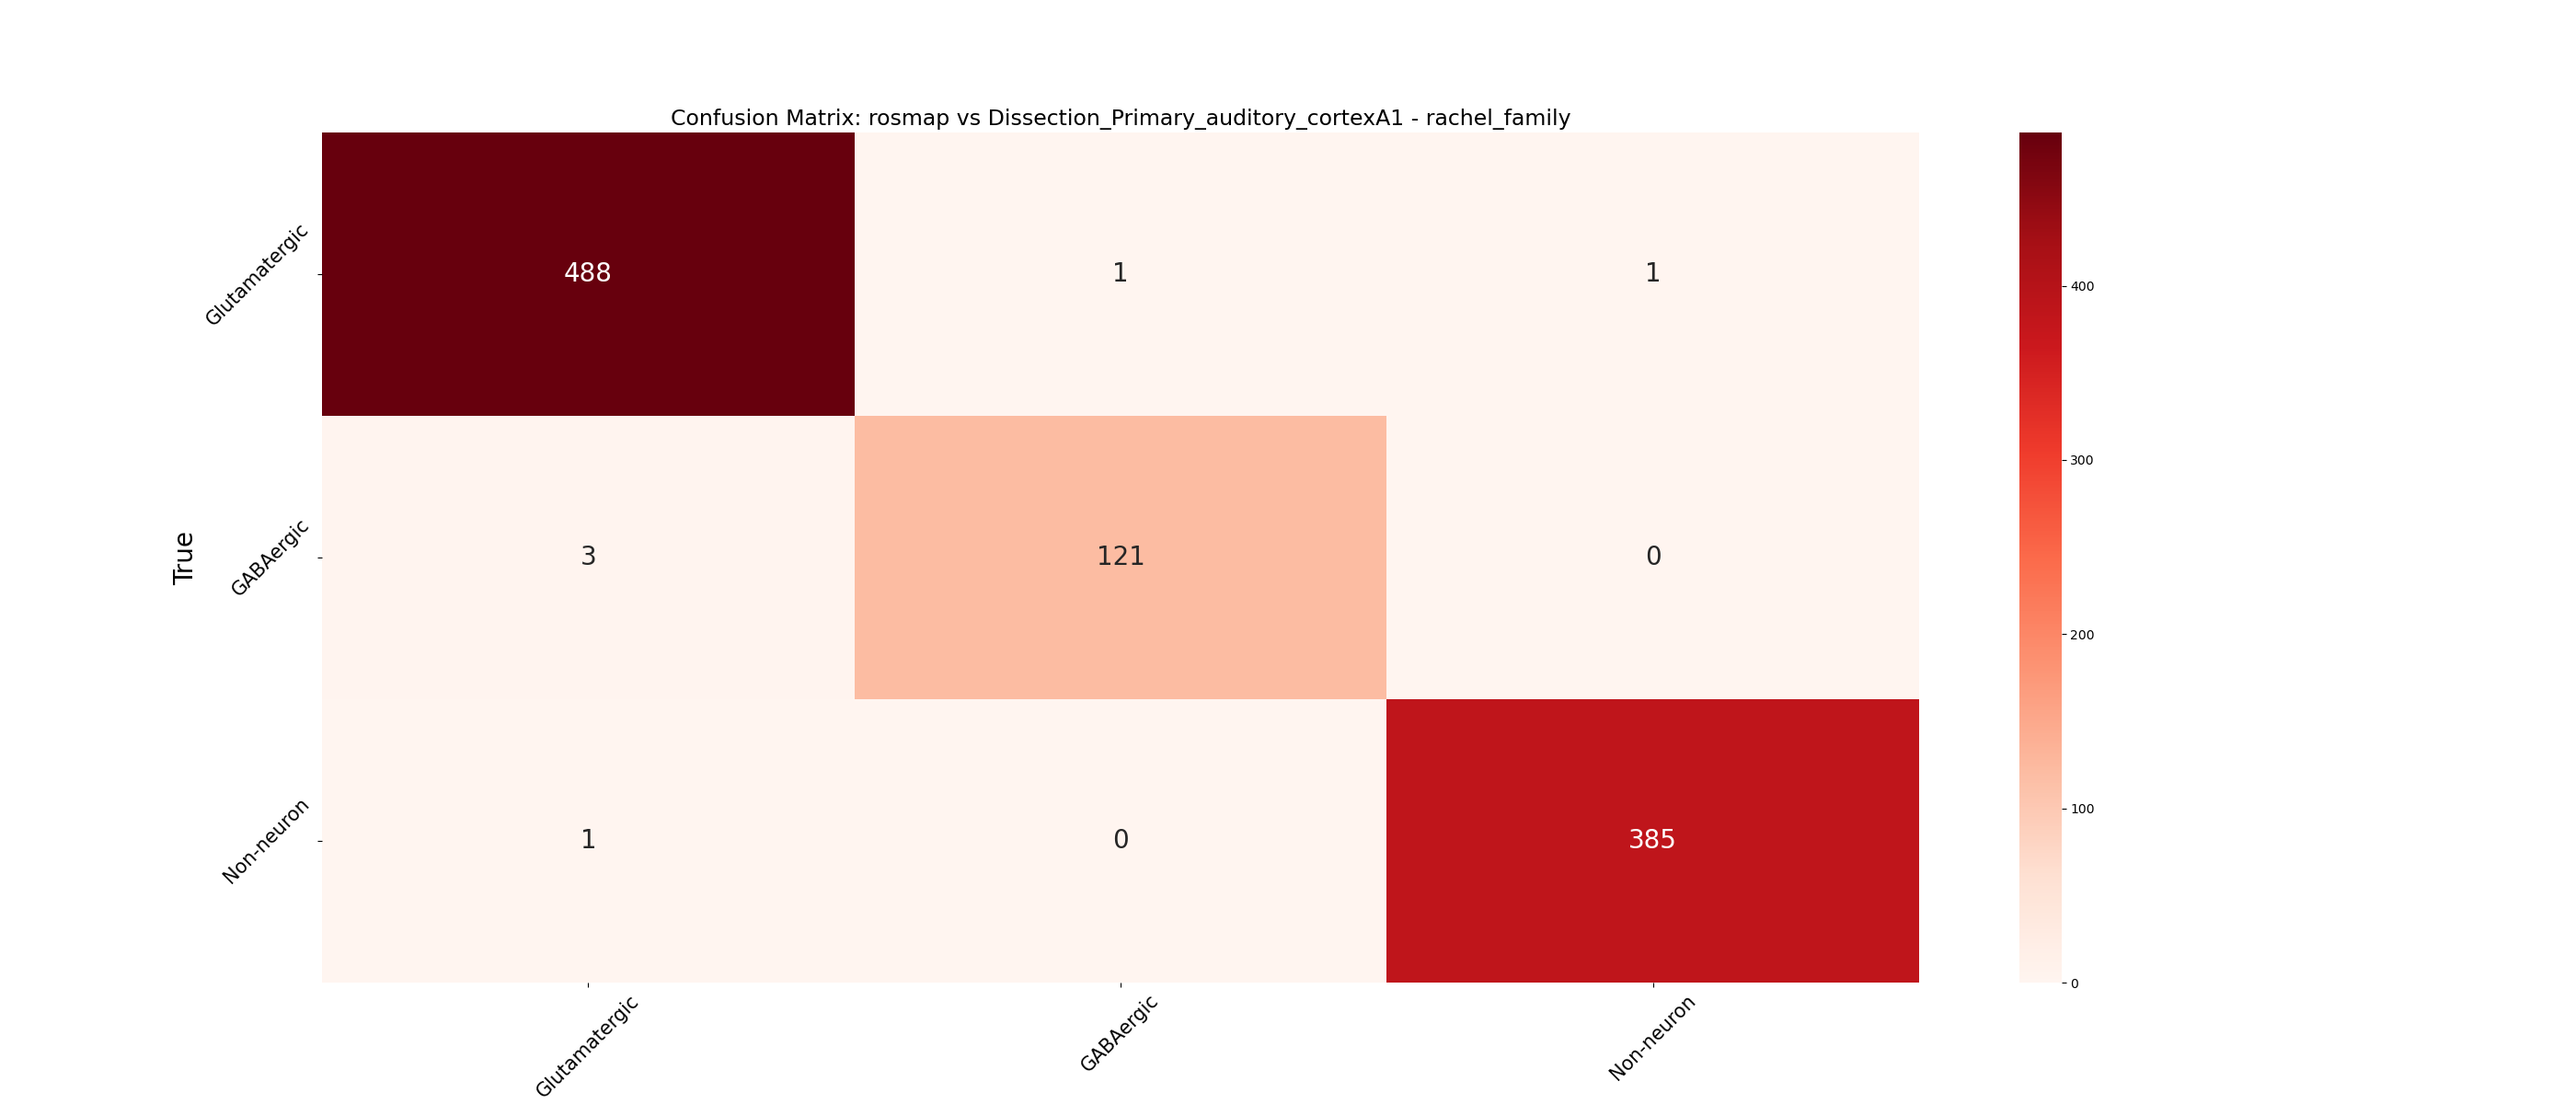 Confusion Matrix: rosmap vs Dissection_Primary_auditory_cortexA1 - rachel_family
Glutamatergic
488
1
1
400
300
True
GABAergic
3
121
0
200
100
Non-neuron
1
0
385
0
Glutamatergic
GABAergic
Non-neuron